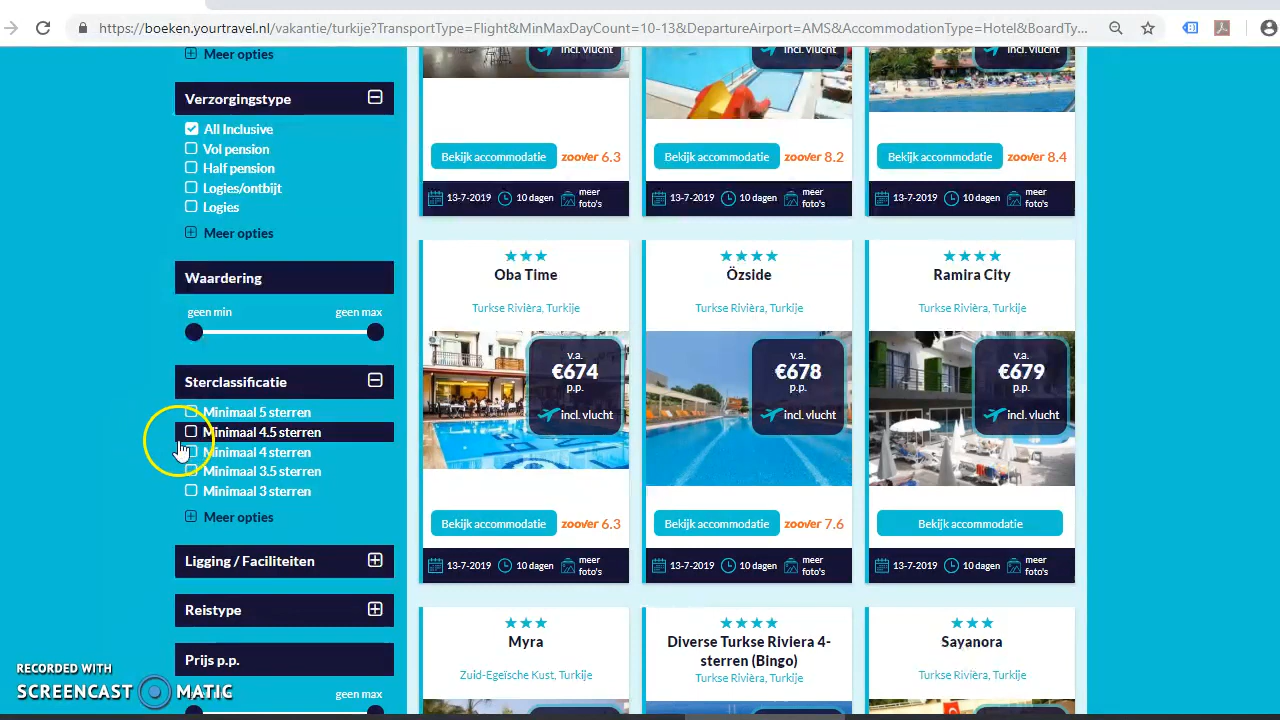 https://boeken.yourtravel.nl/vakantie/turkije?TransportType=Flight&MinMaxDayCount=10-13&DepartureAirport=AMS&AccommodationType=Hotel&BoardTy...
Meer opties
Verzorgingstype
All Inclusive
Vol pension
Half pension
Logies/ontbijt
Logies
Meer opties
Waardering
geen min geen max
Sterclassificatie
Minimaal 5 sterren
Minimaal 4.5 sterren
Minimaal 4 sterren
Minimaal 3.5 sterren
Minimaal 3 sterren
Meer opties
Ligging / Faciliteiten
Reistype
Prijs p.p.
geen max
incl. vlucht
Bekijk accommodatie zoover 6.3
13-7-2019 10 dagen meer foto's
incl. vlucht
Bekijk accommodatie zoover 8.2
13-7-2019 10 dagen meer foto's
incl. vlucht
Bekijk accommodatie zoover 8.4
13-7-2019 10 dagen meer foto's
Oba Time
Turkse Rivièra, Turkije
v.a.
€674
p.p.
incl. vlucht
Bekijk accommodatie zoover 6.3
13-7-2019 10 dagen meer foto's
Özside
Turkse Rivièra, Turkije
v.a.
€678
p.p.
incl. vlucht
Bekijk accommodatie zoover 7.6
13-7-2019 10 dagen meer foto's
Ramira City
Turkse Rivièra, Turkije
v.a.
€679
p.p.
incl. vlucht
Bekijk accommodatie
13-7-2019 10 dagen meer foto's
Myra
Zuid-Egeïsche Kust, Turkije
Diverse Turkse Riviera 4-
sterren (Bingo)
Turkse Rivièra, Turkije
Sayanora
Turkse Rivièra, Turkije
RECORDED WITH
SCREENCAST MATIC